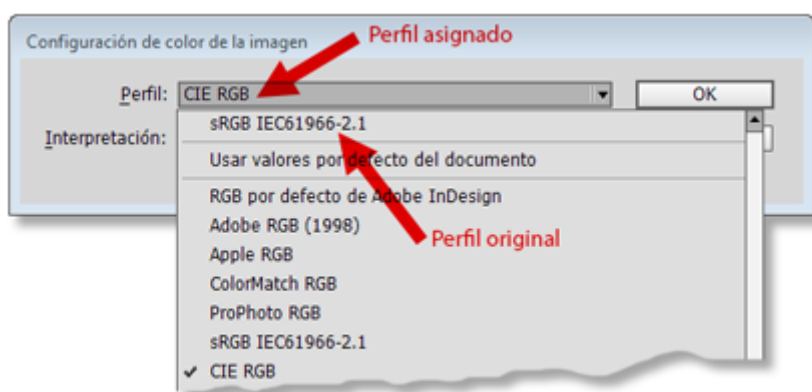 Configuración de color de la imagen
Perfil asignado
Perfil: CIE RGB
OK
sRGB IEC61966-2.1
Interpretación:
Usar valores por defecto del documento
RGB por defecto de Adobe InDesign
Adobe RGB (1998)
Perfil original
Apple RGB
ColorMatch RGB
ProPhoto RGB
sRGB IEC61966-2.1
CIE RGB